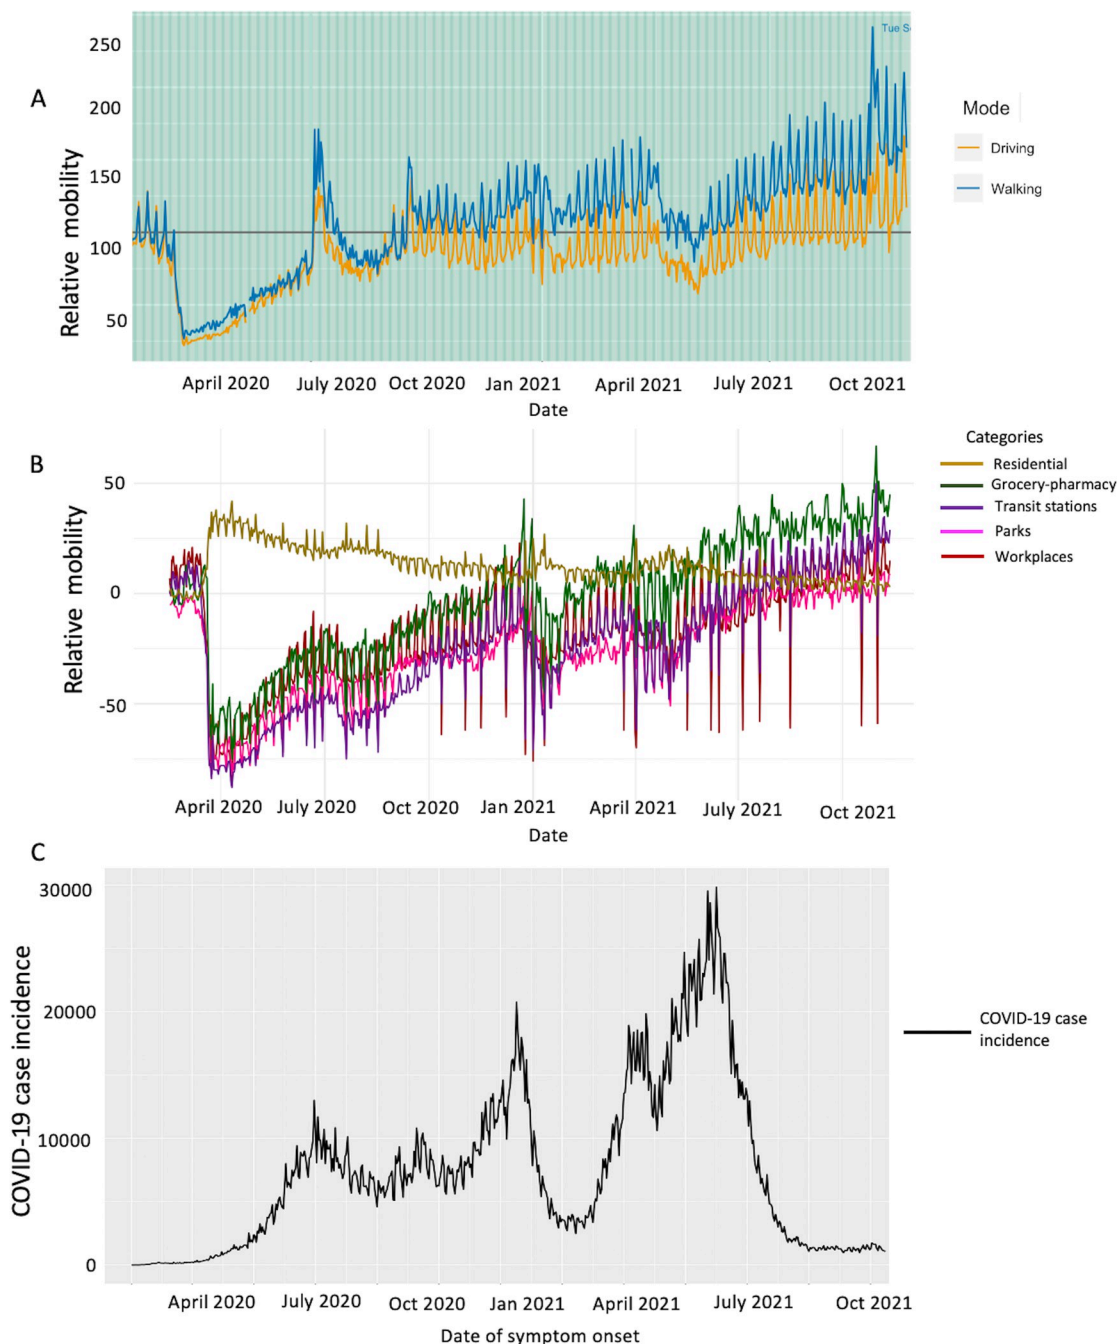 A
Relative mobility
250
200
150
100
50
Tue S
Mode
Driving
Walking
April 2020 July 2020 Oct 2020 Jan 2021 April 2021 July 2021 Oct 2021
Date
B
Relative mobility
50
0
-50
Categories
Residential
Grocery-pharmacy
Transit stations
Parks
Workplaces
April 2020 July 2020 Oct 2020 Jan 2021 April 2021 July 2021 Oct 2021
Date
C
COVID-19 case incidence
30000
20000
10000
0
COVID-19 case
incidence
April 2020 July 2020 Oct 2020 Jan 2021 April 2021 July 2021 Oct 2021
Date of symptom onset